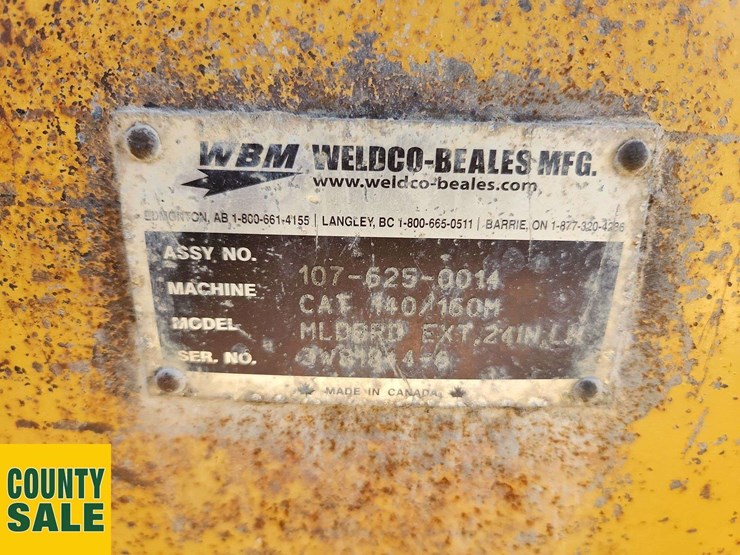 WBM WELDCO-BEALES MFG.
www.weldco-beales.com
EDMONTON, AB 1-800-661-4155 | LANGLEY, BC 1-800-665-0511 | BARRIE, ON 1-877-320-4286
ASSY NO. 107-625-0014
MACHINE CAT 140/160M
MODEL MLDBRD EXT,24IN,LH
SER. NO.
MADE IN CANADA
COUNTY
SALE